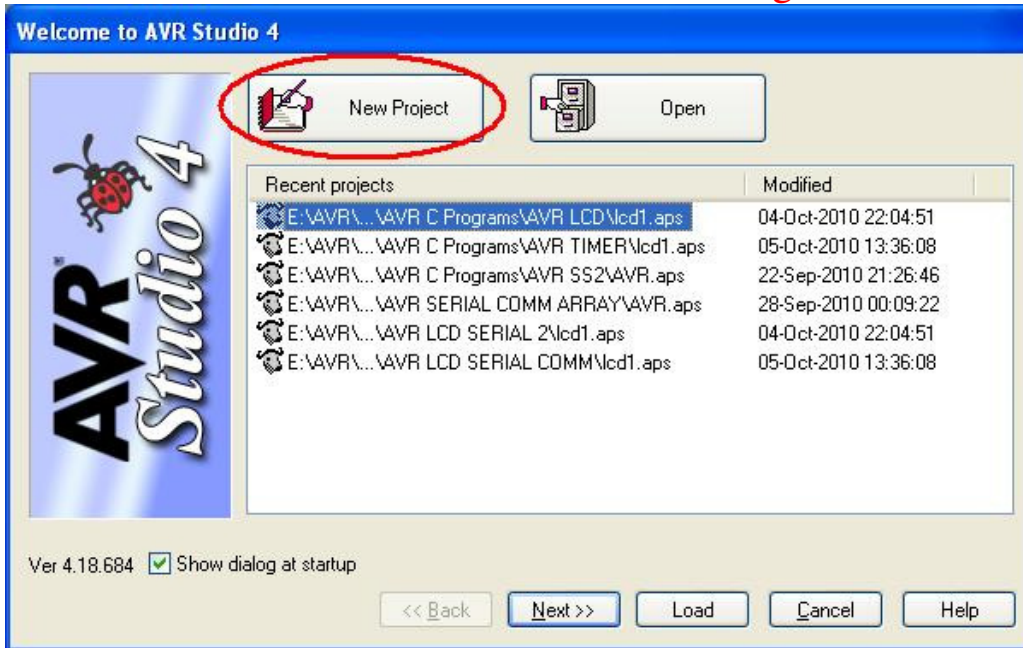 Welcome to AVR Studio 4
New Project
Open
AVR Studio 4
Recent projects Modified
E:\AVR\...\AVR C Programs\AVR LCD\lcd1.aps 04-Oct-2010 22:04:51
E:\AVR\...\AVR C Programs\AVR TIMER\lcd1.aps 05-Oct-2010 13:36:08
E:\AVR\...\AVR C Programs\AVR SS2\AVR.aps 22-Sep-2010 21:26:46
E:\AVR\...\AVR SERIAL COMM ARRAY\AVR.aps 28-Sep-2010 00:09:22
E:\AVR\...\AVR LCD SERIAL 2\lcd1.aps 04-Oct-2010 22:04:51
E:\AVR\...\AVR LCD SERIAL COMM\lcd1.aps 05-Oct-2010 13:36:08
Ver 4.18.684 Show dialog at startup
<< Back Next >> Load Cancel Help